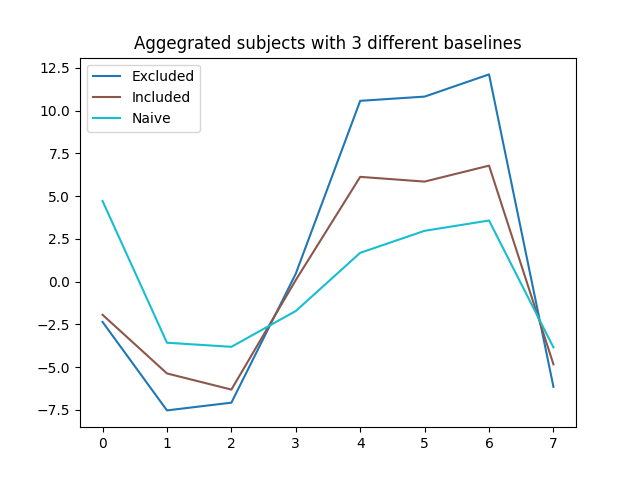 Aggegrated subjects with 3 different baselines
Excluded
Included
Naive
12.5
10.0
7.5
5.0
2.5
0.0
−2.5
−5.0
−7.5
0 1 2 3 4 5 6 7